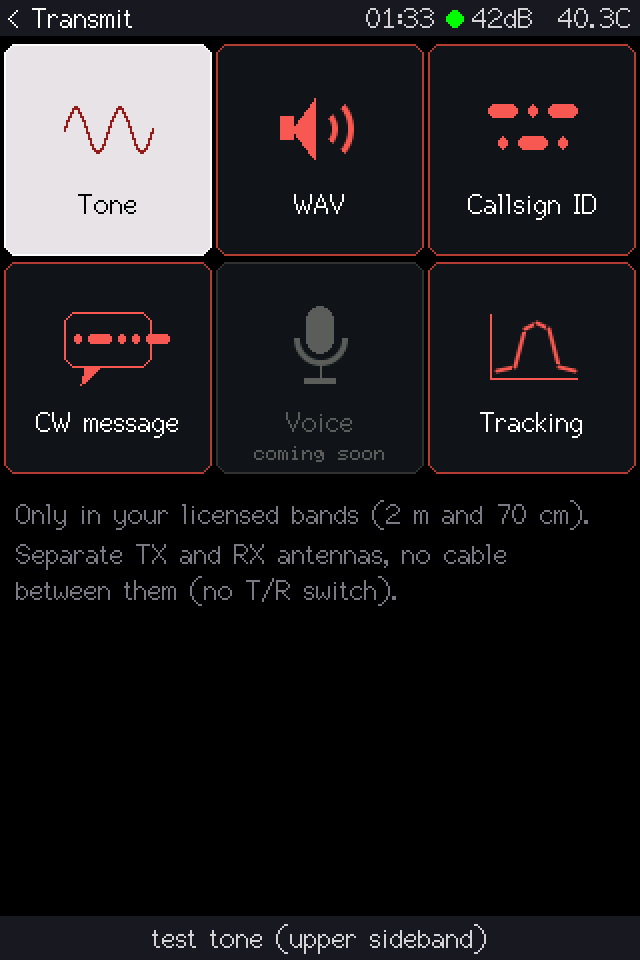 < Transmit 01:33 42dB 40.3C
Tone WAV Callsign ID
CW message Voice Tracking
coming soon
Only in your licensed bands (2 m and 70 cm).
Separate TX and RX antennas, no cable
between them (no T/R switch).
test tone (upper sideband)